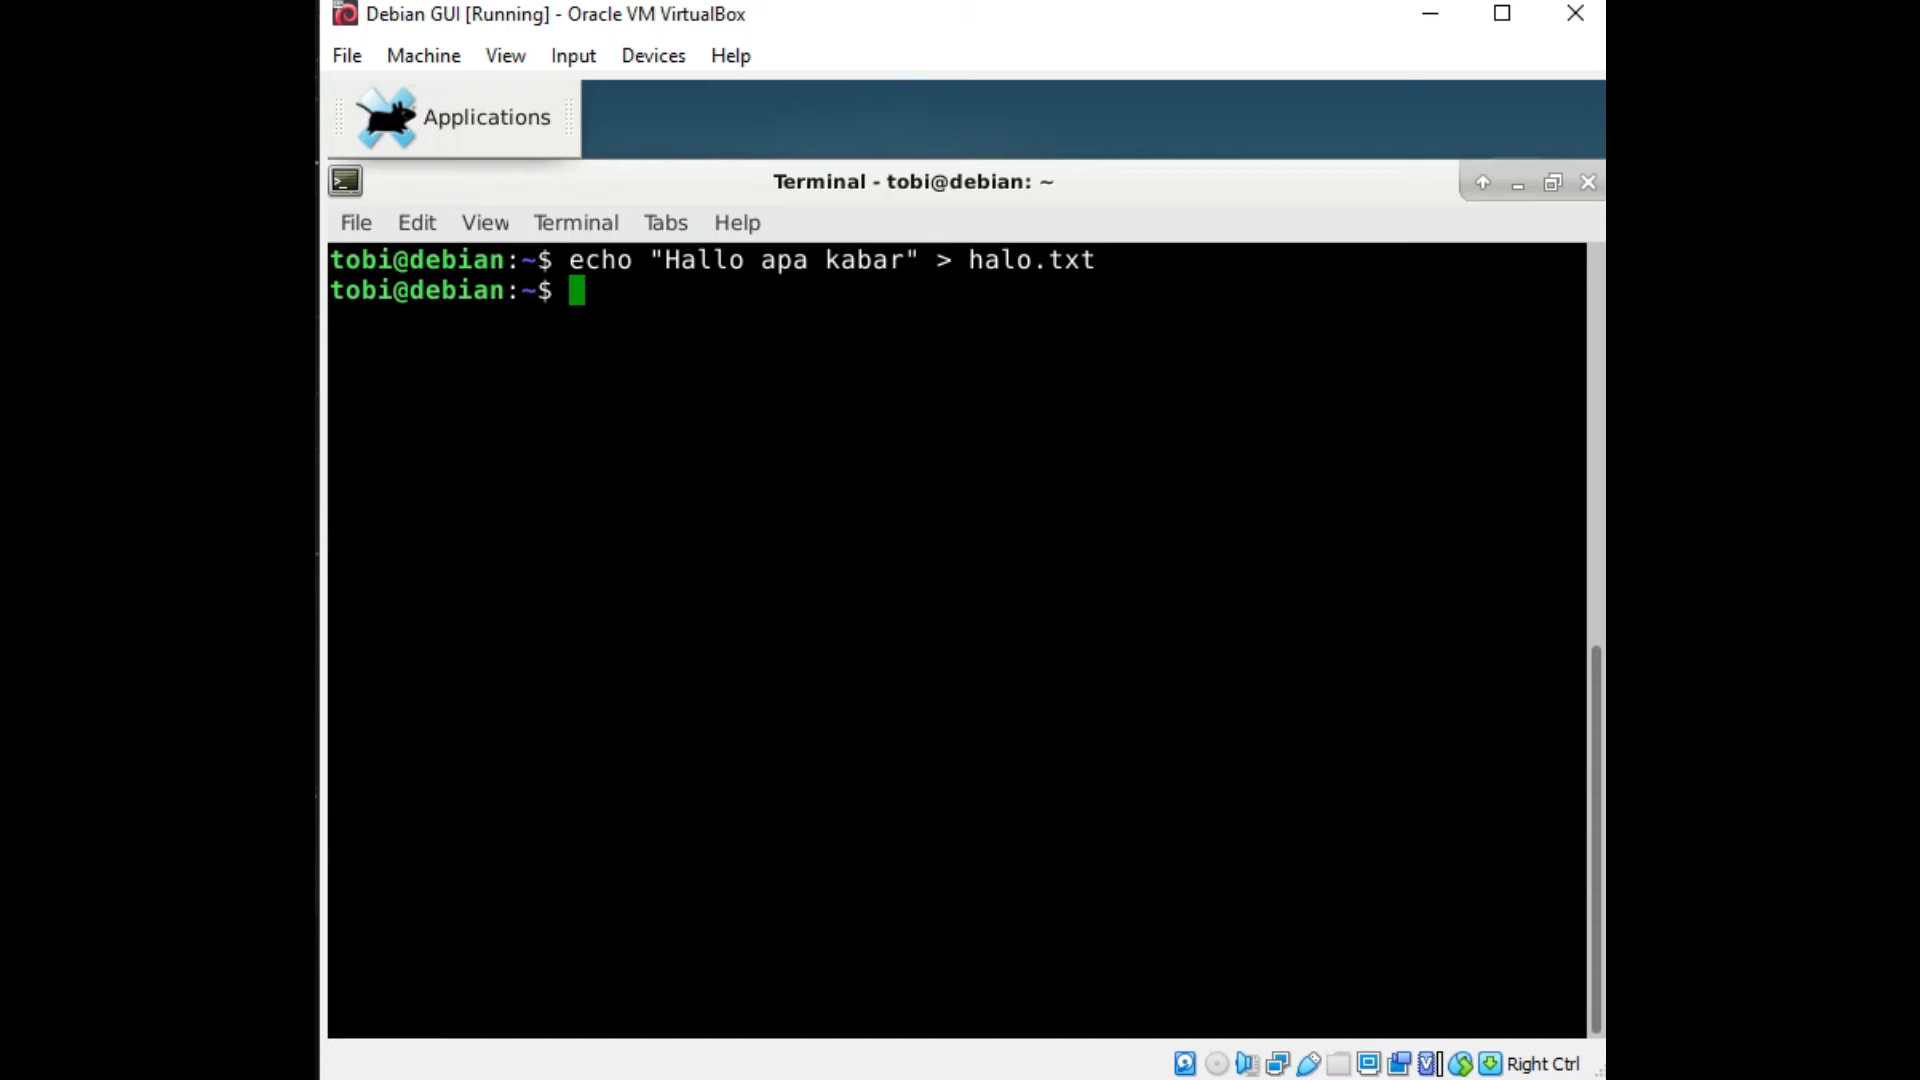 Debian GUI [Running] - Oracle VM VirtualBox
File Machine View Input Devices Help
Applications
Terminal - tobi@debian: ~
File Edit View Terminal Tabs Help
tobi@debian:~$ echo "Hallo apa kabar" > halo.txt
tobi@debian:~$
Right Ctrl